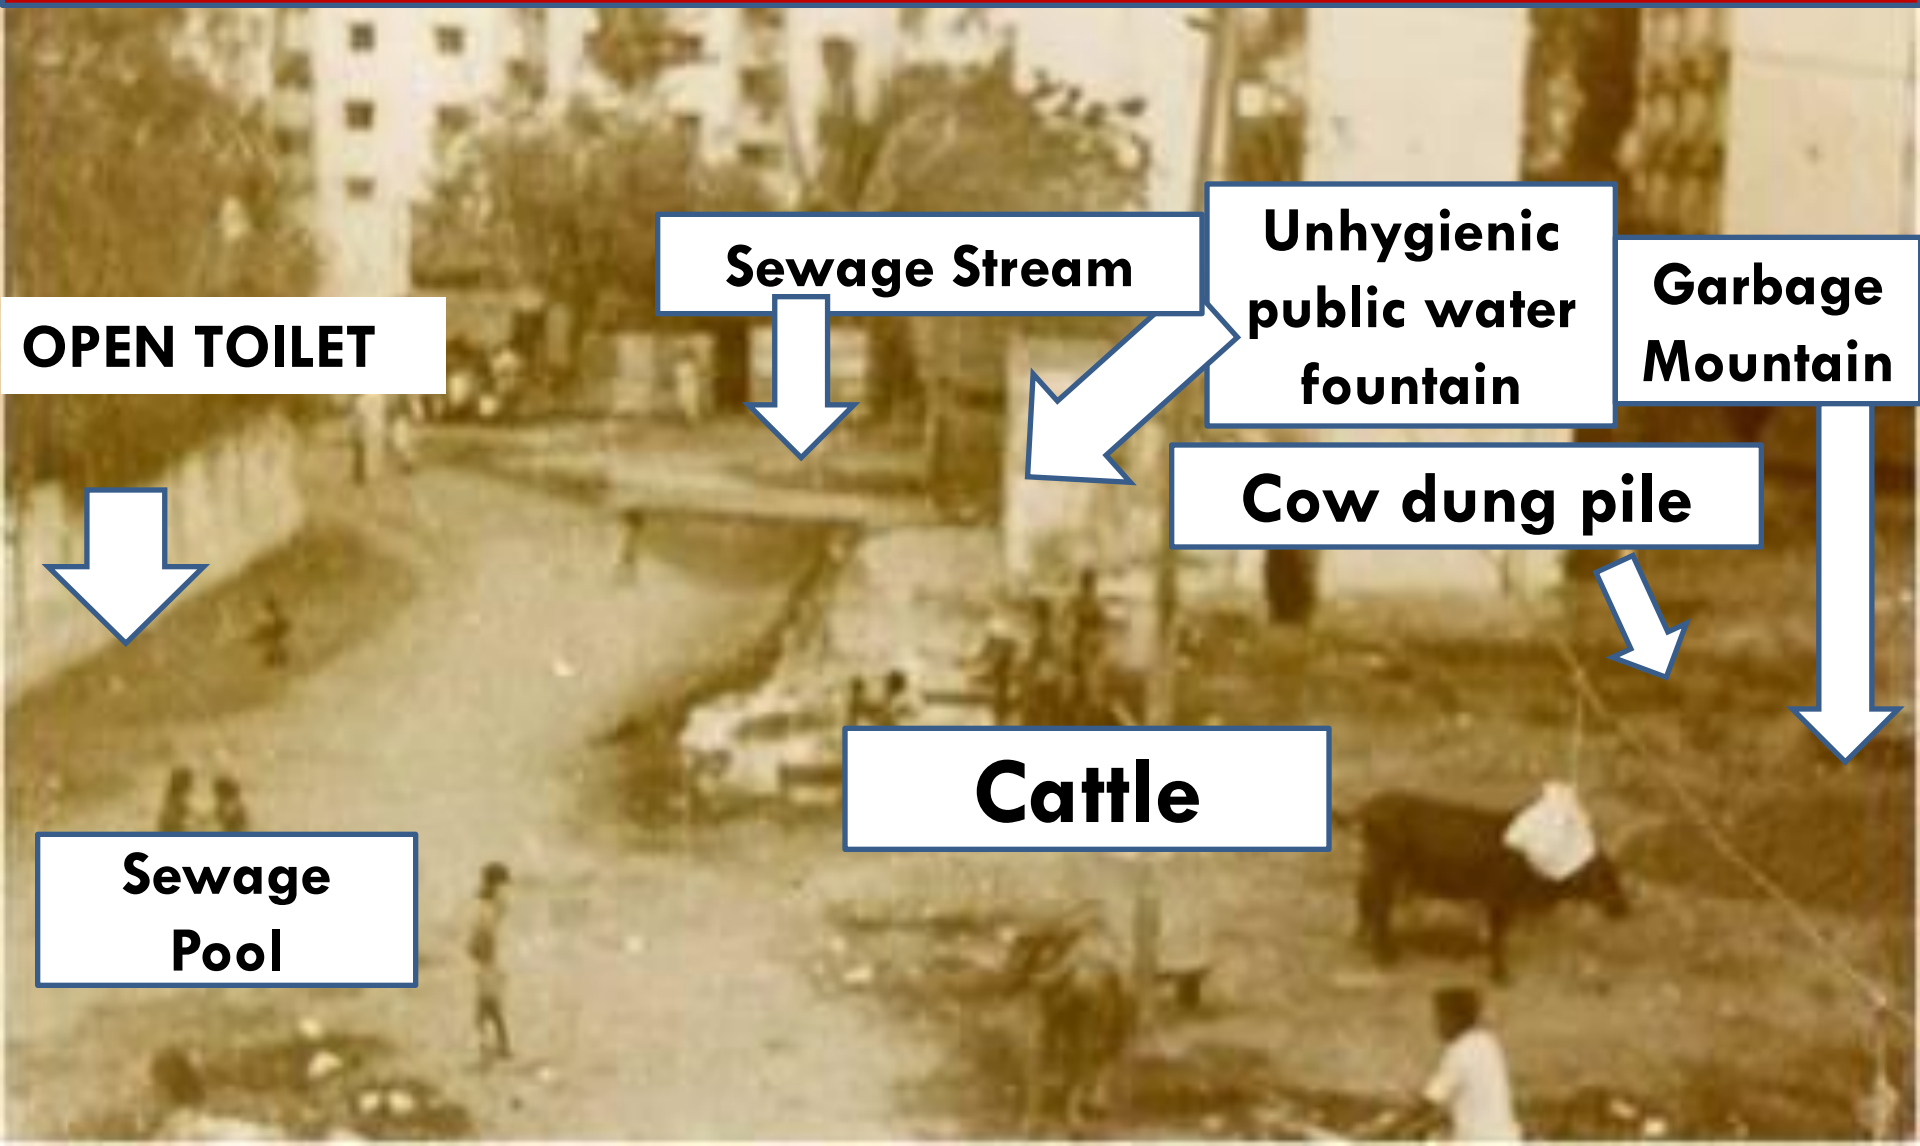 Unhygienic
public water
fountain
Sewage Stream
Garbage
Mountain
OPEN TOILET
Cow dung pile
Cattle
Sewage
Pool